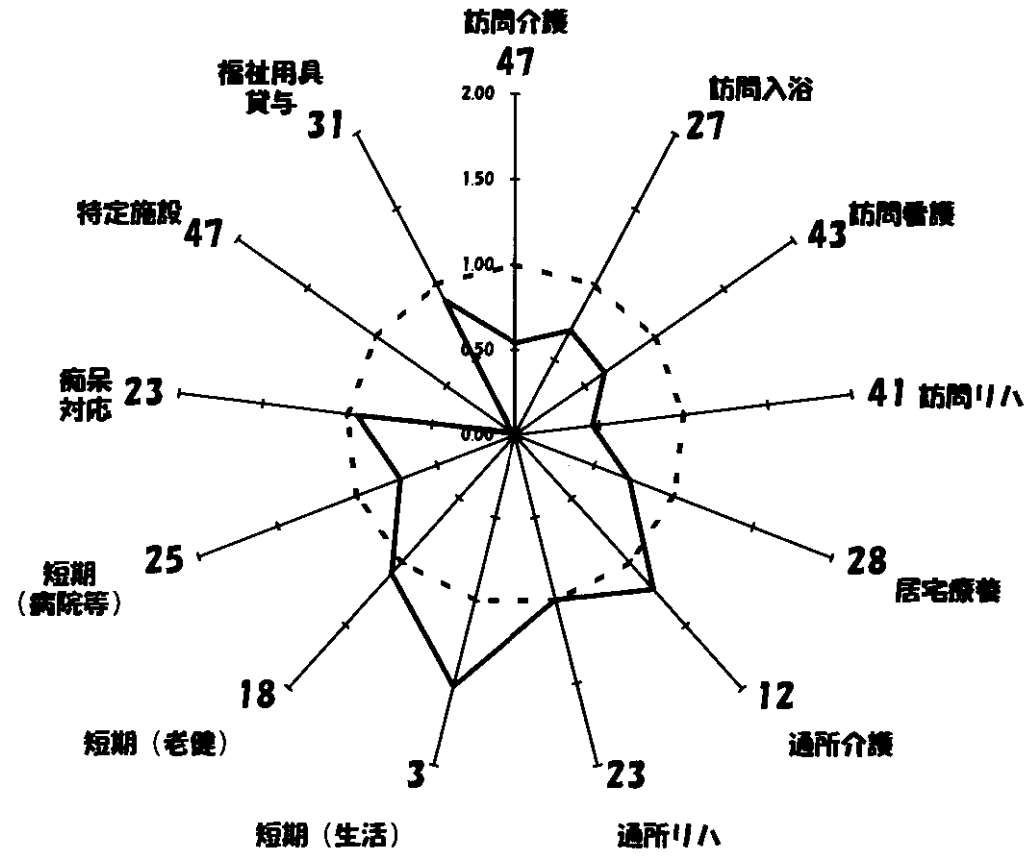 訪問介護
47
福祉用具
貸与 31
訪問入浴
27
2.00
1.50
1.00
0.50
0.00
特定施設 47
43 訪問看護
痴呆
対応 23
41 訪問リハ
短期
(病院等)
25
28
居宅療養
18
短期（老健）
12
通所介護
3
短期（生活）
23
通所リハ